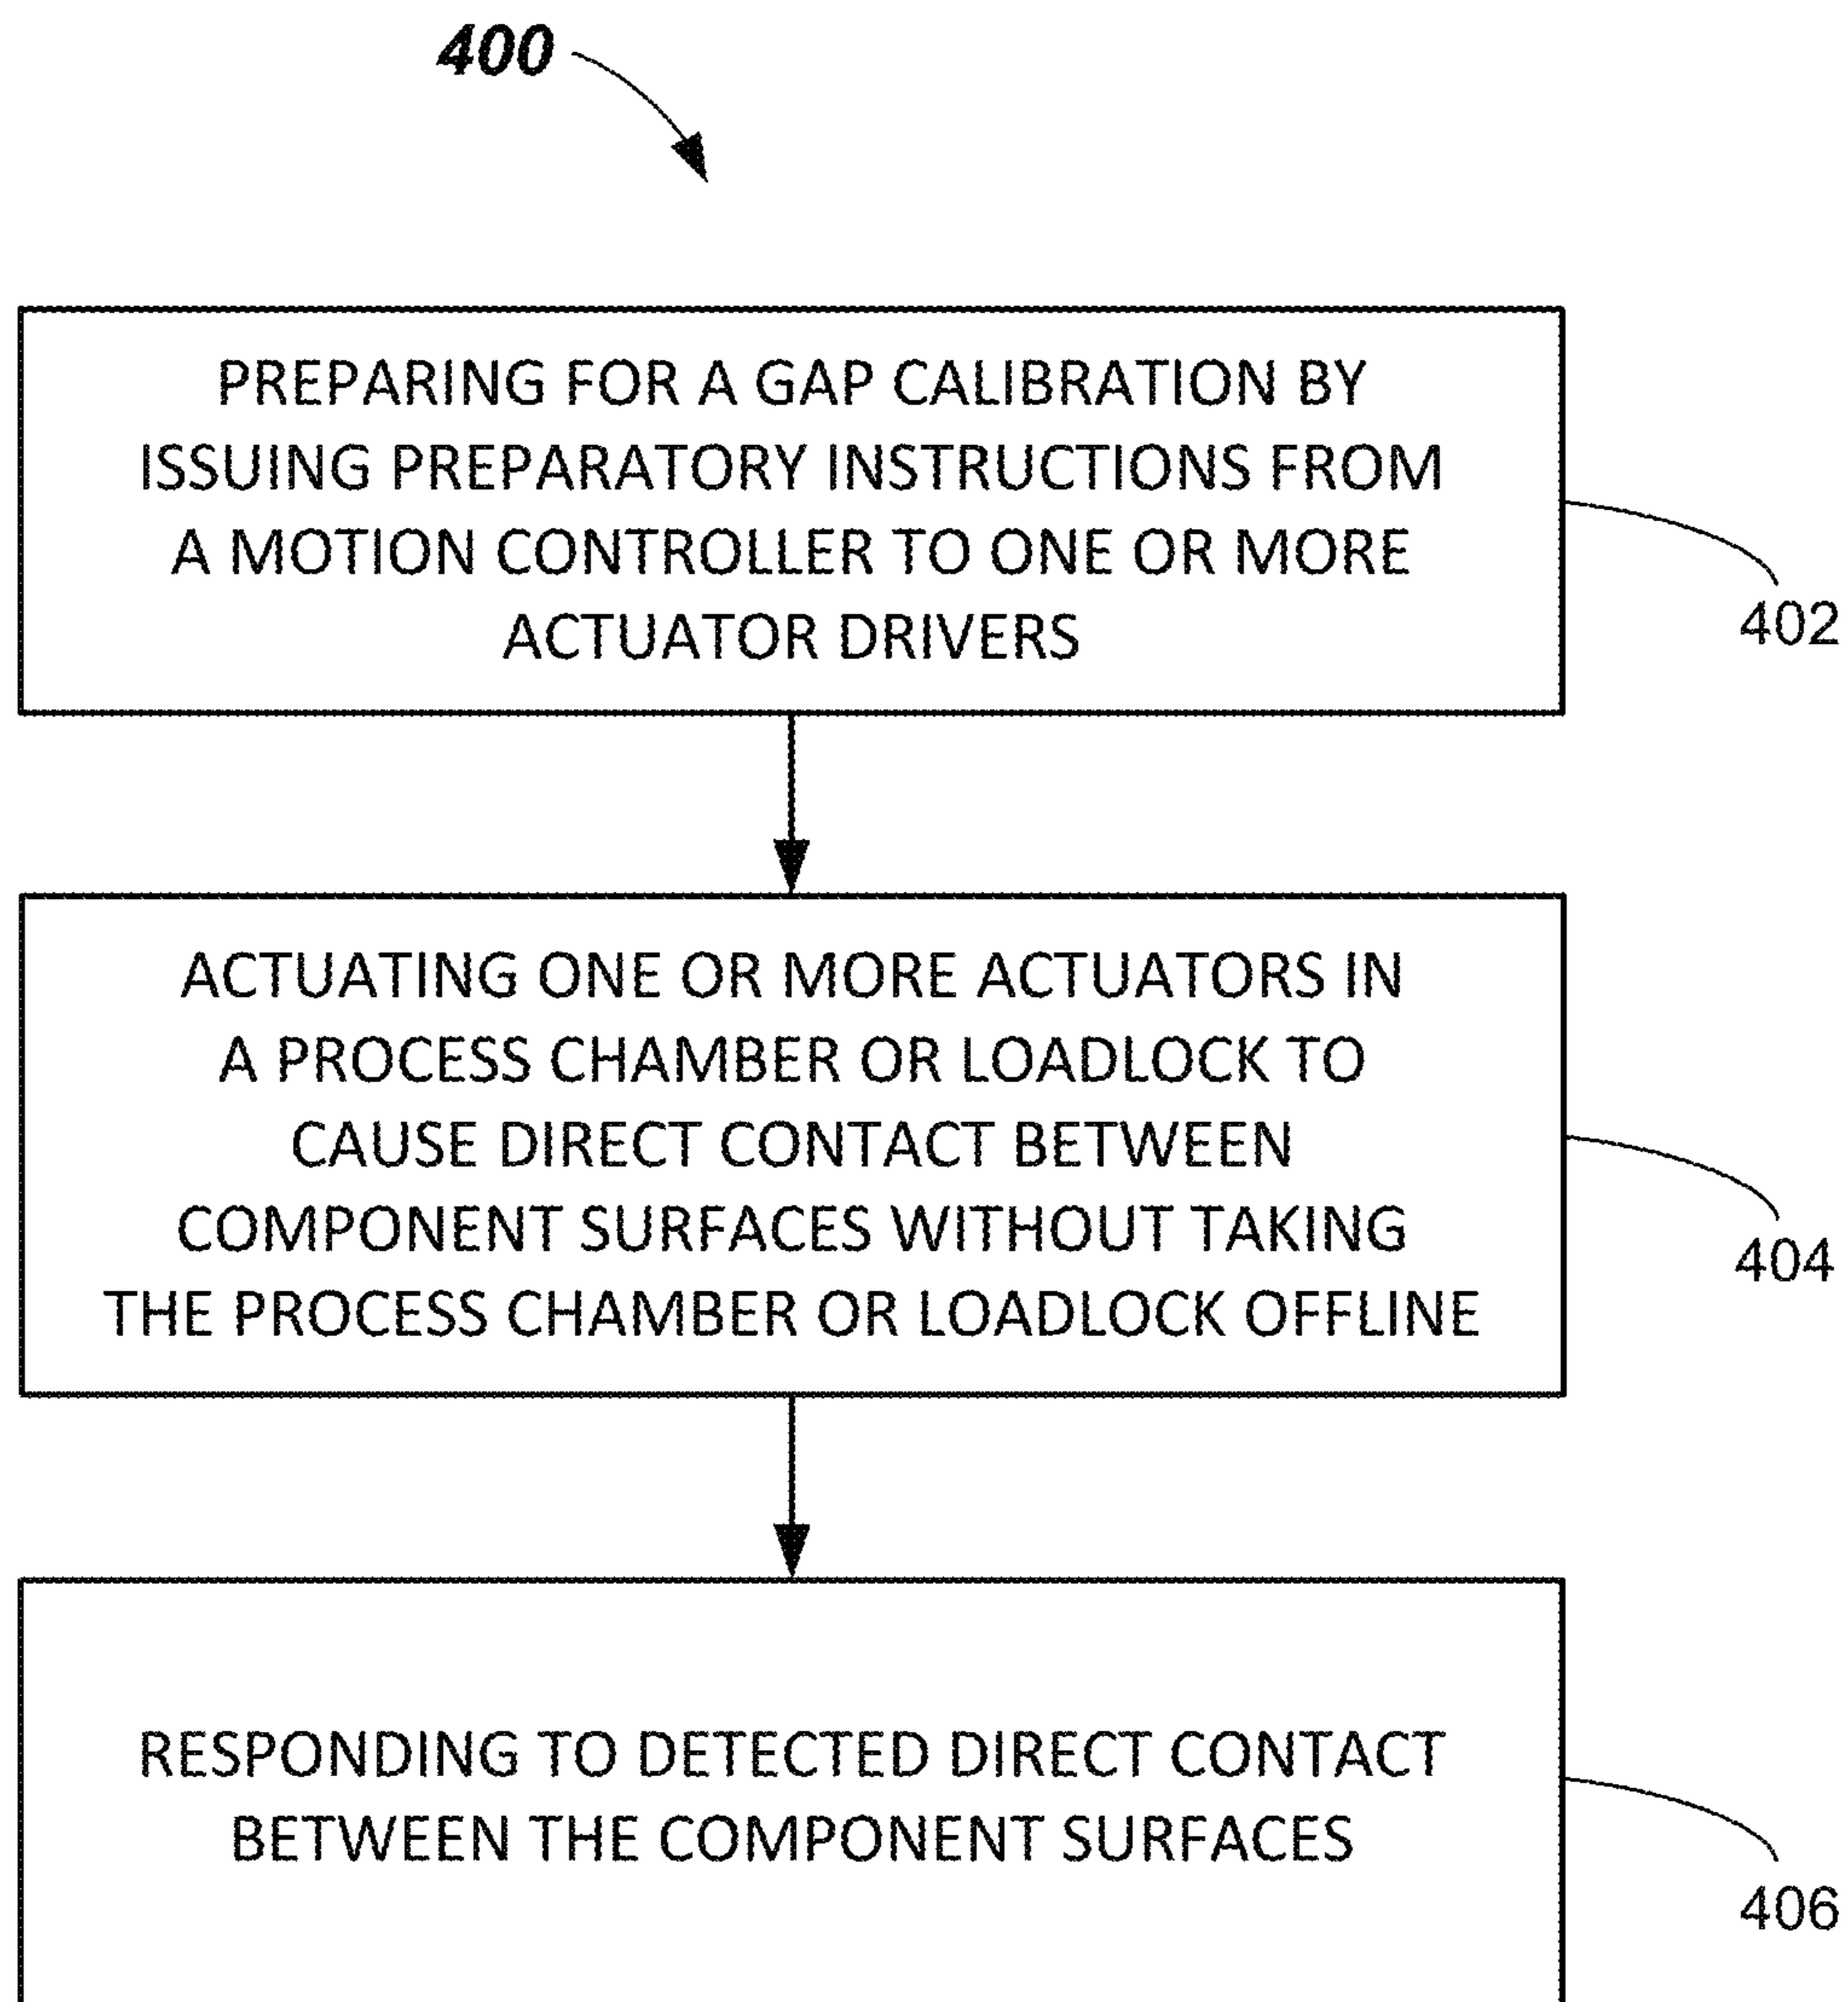 400
PREPARING FOR A GAP CALIBRATION BY
ISSUING PREPARATORY INSTRUCTIONS FROM
A MOTION CONTROLLER TO ONE OR MORE
ACTUATOR DRIVERS
402
ACTUATING ONE OR MORE ACTUATORS IN
A PROCESS CHAMBER OR LOADLOCK TO
CAUSE DIRECT CONTACT BETWEEN
COMPONENT SURFACES WITHOUT TAKING
THE PROCESS CHAMBER OR LOADLOCK OFFLINE
404
RESPONDING TO DETECTED DIRECT CONTACT
BETWEEN THE COMPONENT SURFACES
406